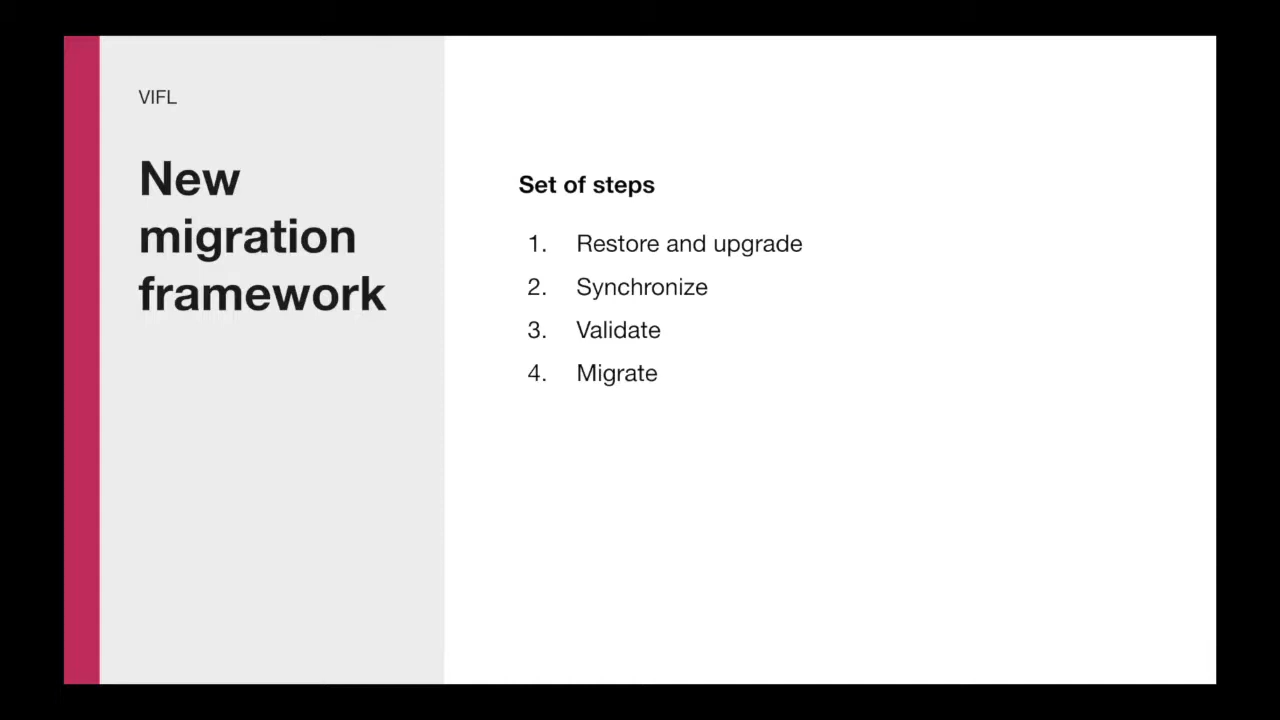 VIFL
New
migration
framework
Set of steps
1. Restore and upgrade
2. Synchronize
3. Validate
4. Migrate